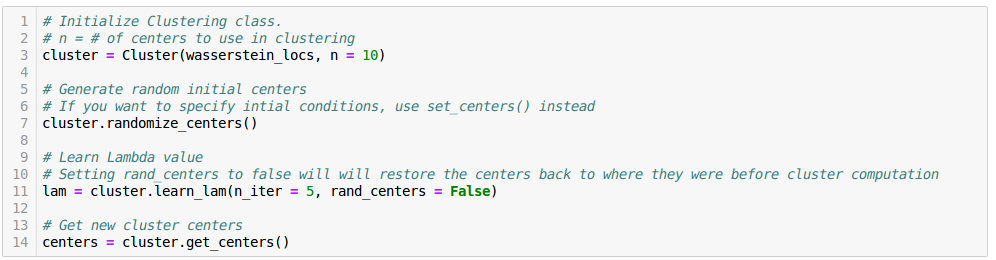 1 # Initialize Clustering class.
2 # n = # of centers to use in clustering
3 cluster = Cluster(wasserstein_locs, n = 10)
4
5 # Generate random initial centers
6 # If you want to specify intial conditions, use set_centers() instead
7 cluster.randomize_centers()
8
9 # Learn Lambda value
10 # Setting rand_centers to false will will restore the centers back to where they were before cluster computation
11 lam = cluster.learn_lam(n_iter = 5, rand_centers = False)
12
13 # Get new cluster centers
14 centers = cluster.get_centers()